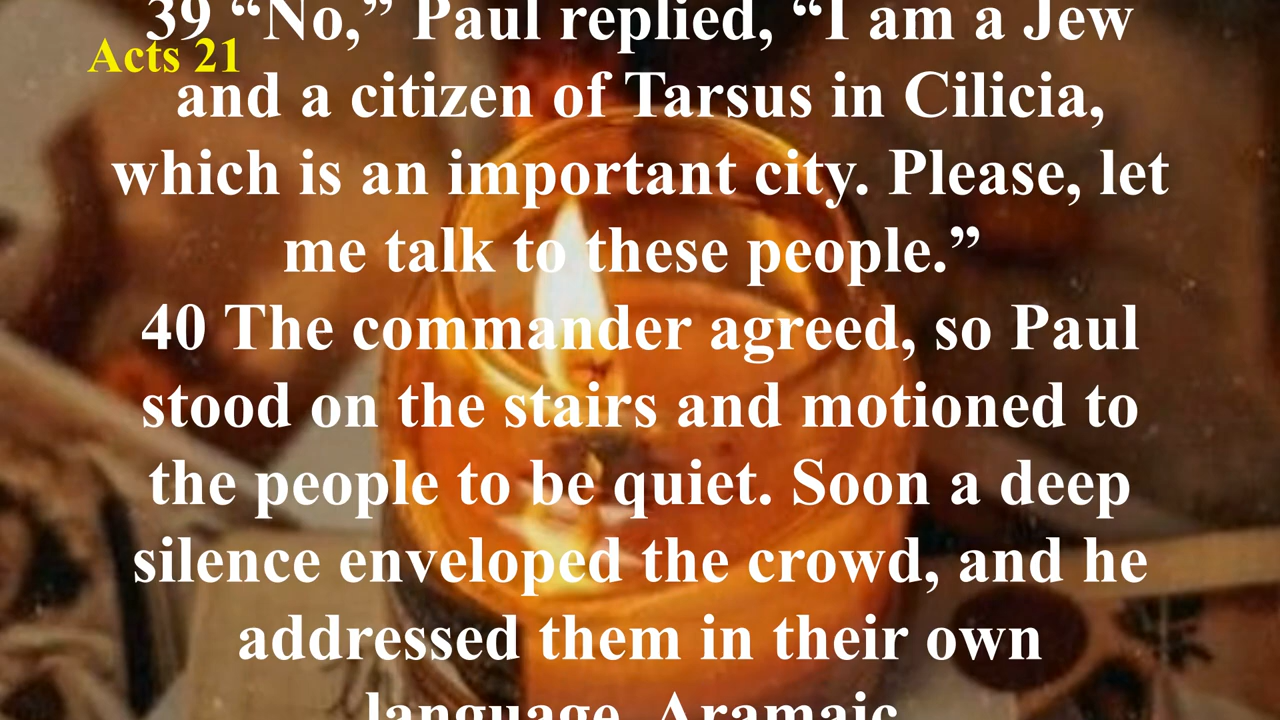 39 “No,” Paul replied, “I am a Jew
Acts 21
and a citizen of Tarsus in Cilicia,
which is an important city. Please, let
me talk to these people.”
40 The commander agreed, so Paul
stood on the stairs and motioned to
the people to be quiet. Soon a deep
silence enveloped the crowd, and he
addressed them in their own
language, Aramaic.